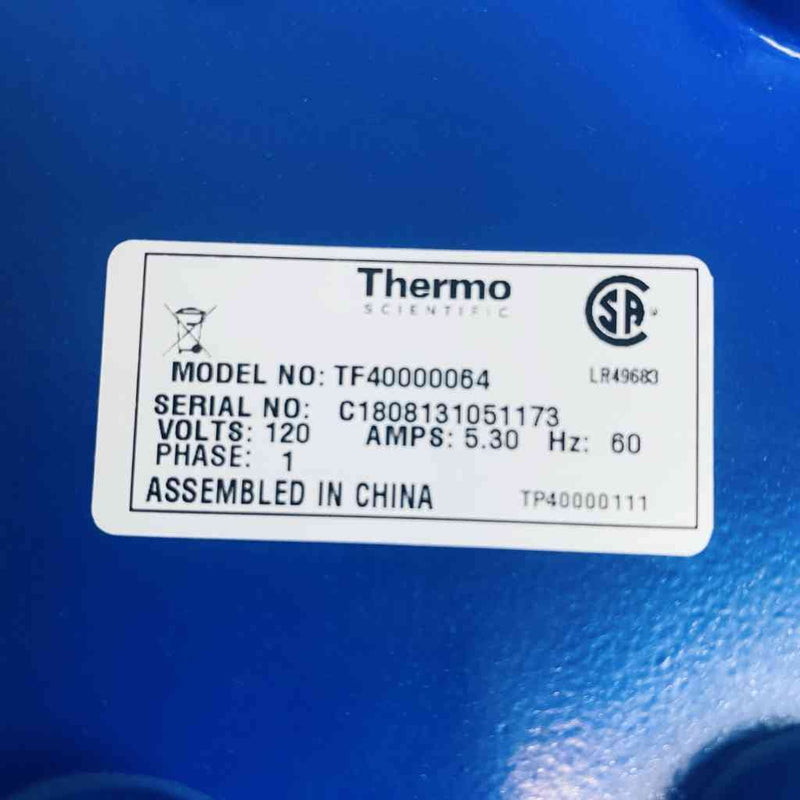 Thermo
SCIENTIFIC
CSA
MODEL NO: TF40000064
LR49683
SERIAL NO: C1808131051173
VOLTS: 120 AMPS: 5.30 Hz: 60
PHASE: 1
ASSEMBLED IN CHINA
TP40000111